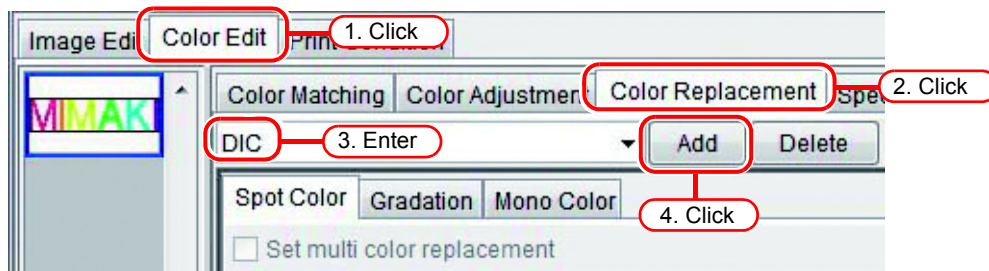 Image Edi Color Edit Print Condition
1. Click
MIMAKI
Color Matching Color Adjustment Color Replacement Spe
2. Click
DIC
3. Enter
Add Delete
Spot Color Gradation Mono Color
4. Click
Set multi color replacement